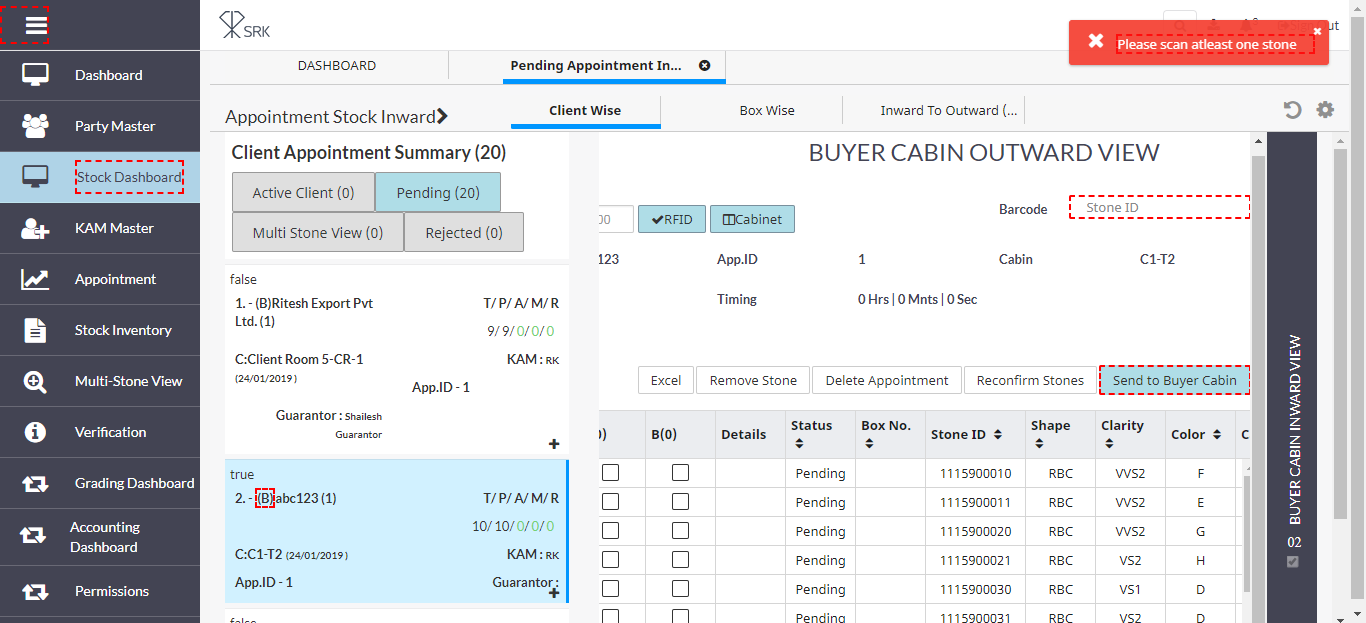 SRK
Please scan atleast one stone
Dashboard
Party Master
Stock Dashboard
KAM Master
Appointment
Stock Inventory
Multi-Stone View
Verification
Grading Dashboard
Accounting
Dashboard
Permissions
DASHBOARD
Pending Appointment In...
Appointment Stock Inward
Client Wise
Box Wise
Inward To Outward (...
Client Appointment Summary (20)
Active Client (0)
Pending (20)
Multi Stone View (0)
Rejected (0)
false
1. - (B)Ritesh Export Pvt
Ltd. (1)
T/ P/ A/ M/ R
9/ 9/ 0/ 0/ 0
C:Client Room 5-CR-1
(24/01/2019 )
KAM : RK
App.ID - 1
Guarantor : Shailesh
Guarantor
true
2. - (B)abc123 (1)
T/ P/ A/ M/ R
10/ 10/ 0/ 0/ 0
C:C1-T2 (24/01/2019 )
KAM : RK
App.ID - 1
Guarantor :
false
BUYER CABIN OUTWARD VIEW
00
RFID
Cabinet
Barcode
Stone ID
123
App.ID
1
Cabin
C1-T2
Timing
0 Hrs | 0 Mnts | 0 Sec
Excel
Remove Stone
Delete Appointment
Reconfirm Stones
Send to Buyer Cabin
0)
B(0)
Details
Status
Box No.
Stone ID
Shape
Clarity
Color
C
Pending 1115900010 RBC VVS2 F
Pending 1115900011 RBC VVS2 E
Pending 1115900020 RBC VVS2 G
Pending 1115900021 RBC VS2 H
Pending 1115900030 RBC VS1 D
Pending 1115900031 RBC VS2 D
BUYER CABIN INWARD VIEW
02